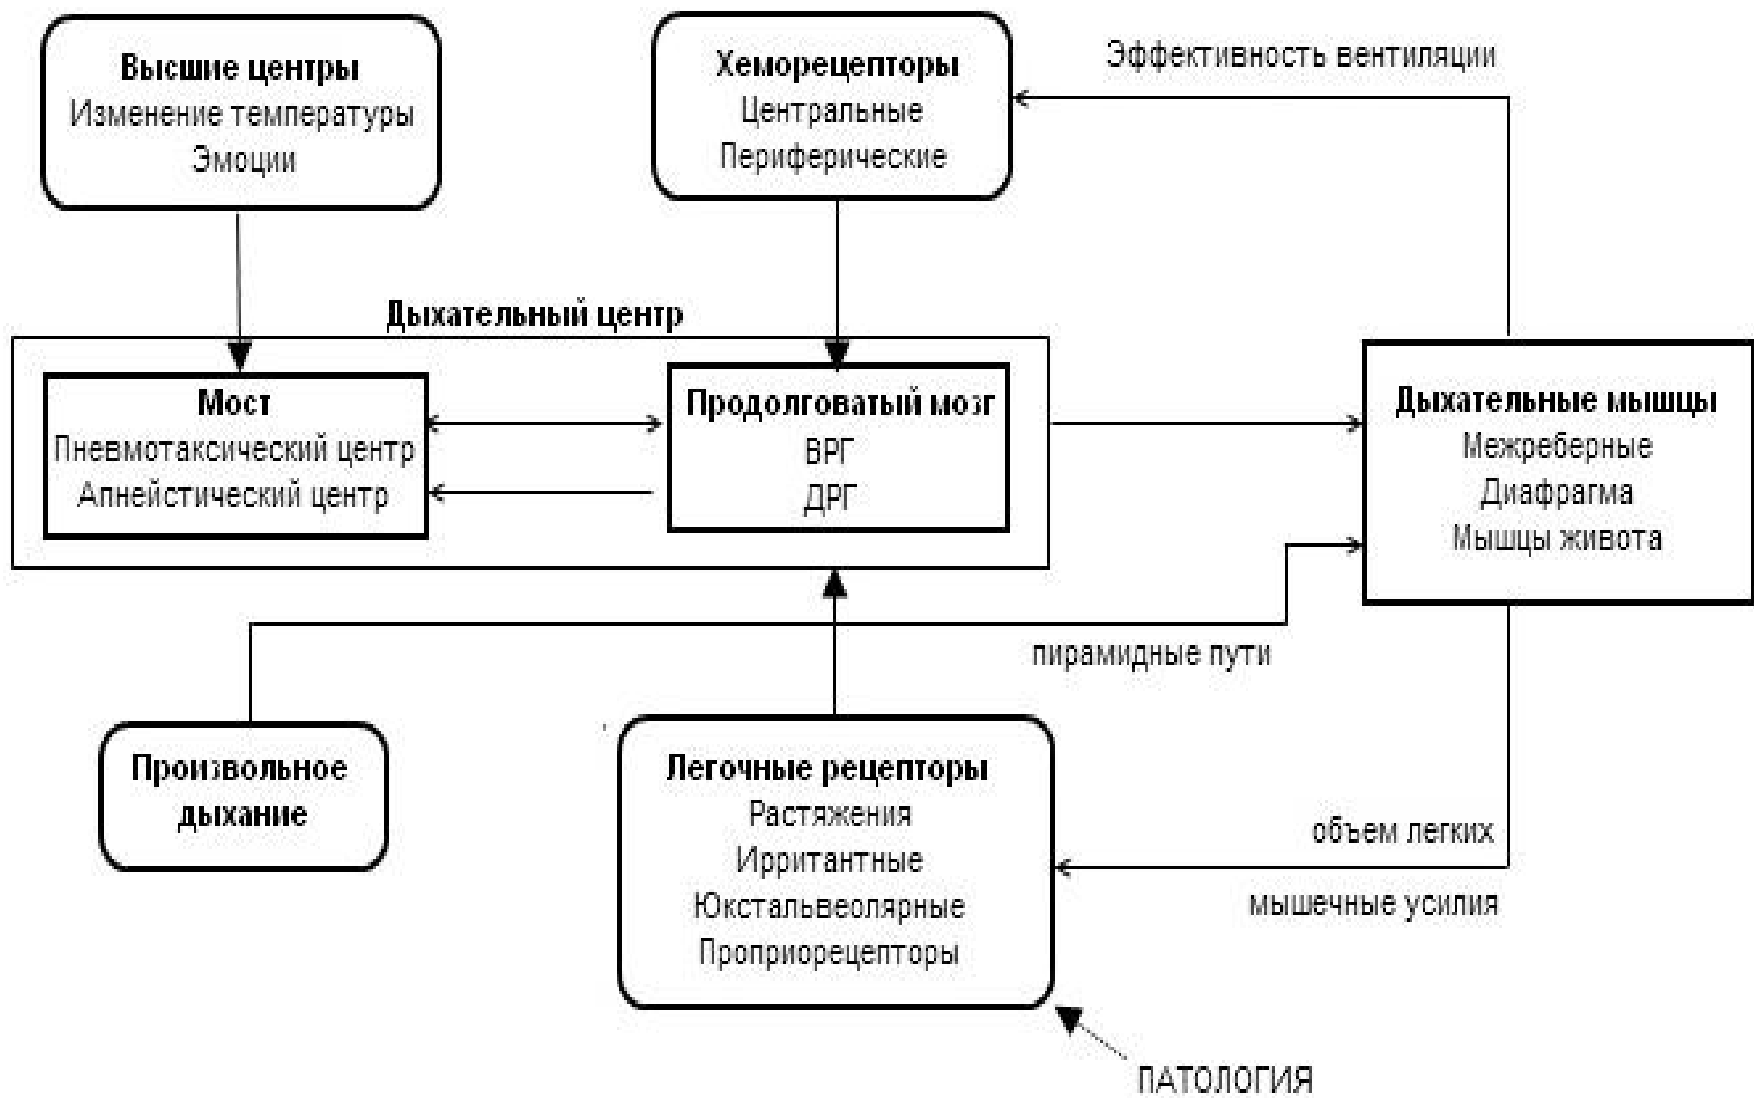 Высшие центры
Изменение температуры
Эмоции
Хеморецепторы
Центральные
Периферические
Эффективность вентиляции
Дыхательный центр
Мост
Пневмотаксический центр
Апнейстический центр
Продолговатый мозг
ВРГ
ДРГ
Дыхательные мышцы
Межреберные
Диафрагма
Мышцы живота
пирамидные пути
Произвольное
дыхание
Легочные рецепторы
Растяжения
Ирритантные
Юкстальвеолярные
Проприорецепторы
объем легких
мышечные усилия
ПАТОЛОГИЯ